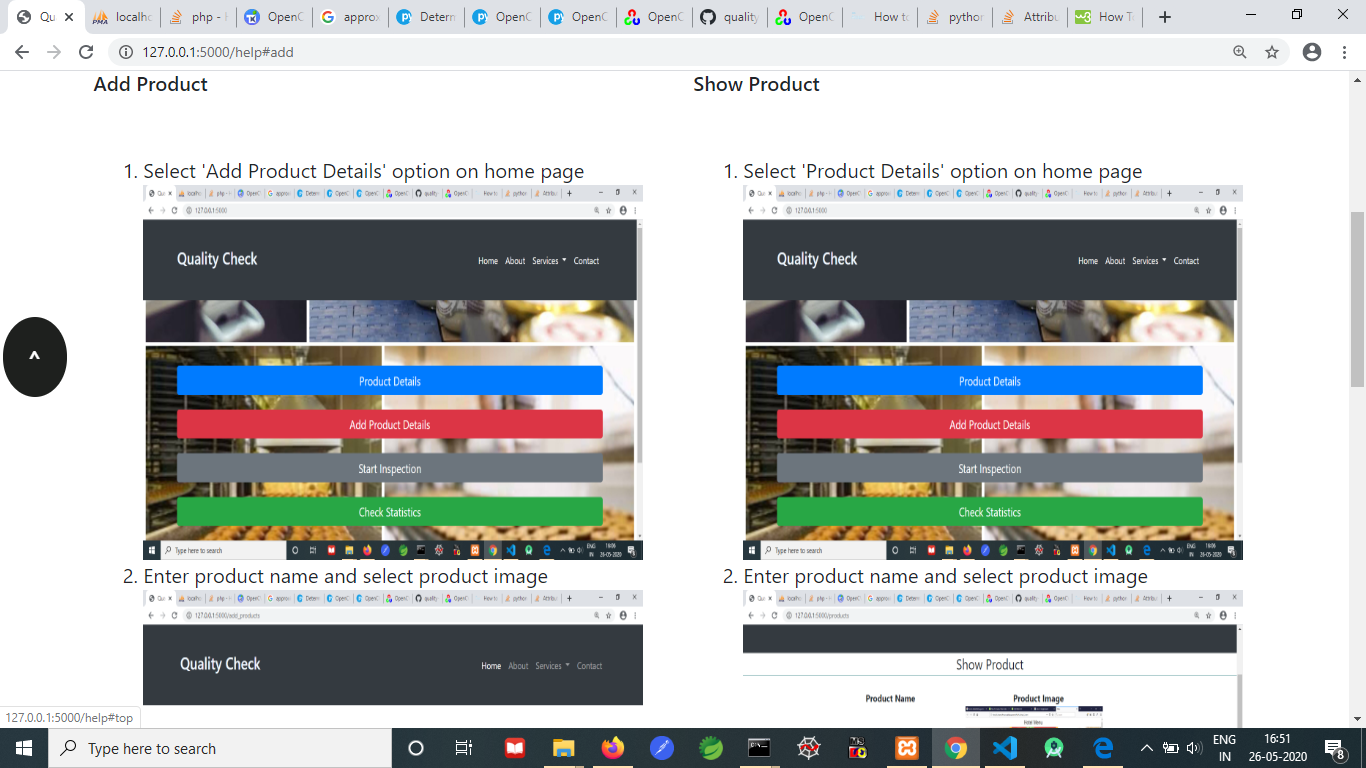 Qu
localho
php - H
OpenC
approx
Determ
OpenC
OpenC
OpenC
quality
OpenC
How to
python
Attribu
How T
127.0.0.1:5000/help#add
Add Product
Show Product
1. Select 'Add Product Details' option on home page
127.0.0.1:5000
Quality Check
Home About Services Contact
Product Details
Add Product Details
Start Inspection
Check Statistics
Type here to search
ENG
IN
16:06
26-05-2020
2. Enter product name and select product image
127.0.0.1:5000/add_products
Quality Check
Home About Services Contact
1. Select 'Product Details' option on home page
127.0.0.1:5000
Quality Check
Home About Services Contact
Product Details
Add Product Details
Start Inspection
Check Statistics
Type here to search
ENG
IN
16:06
26-05-2020
2. Enter product name and select product image
127.0.0.1:5000/products
Show Product
Product Name Product Image
^
127.0.0.1:5000/help#top
Type here to search
ENG
IN
16:51
26-05-2020
8